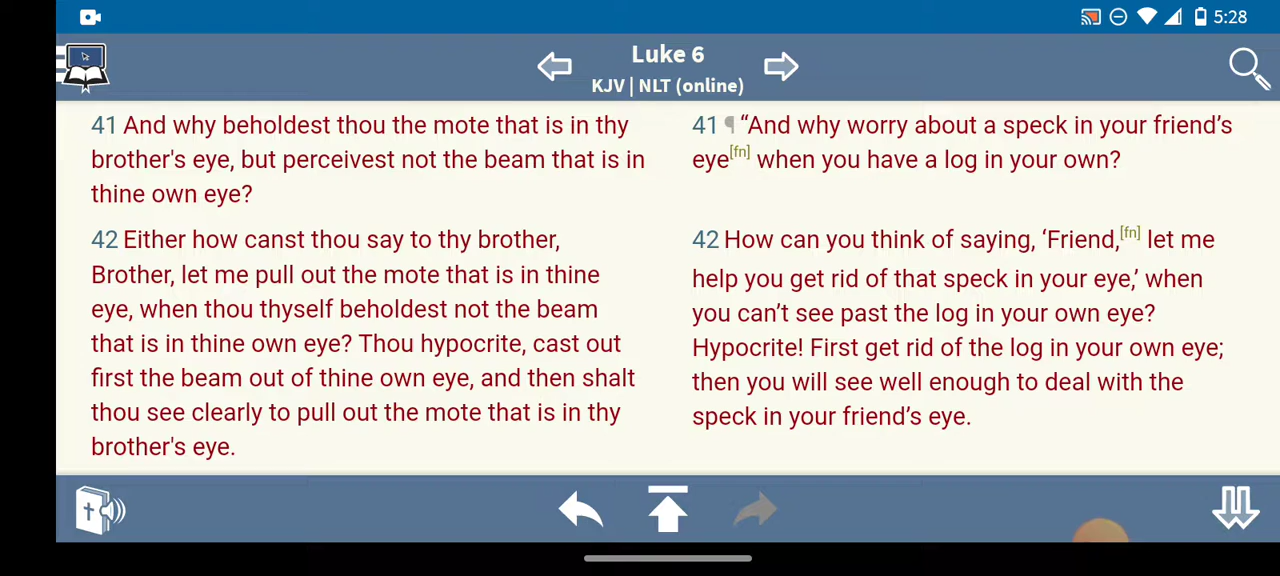 5:28
Luke 6
KJV | NLT (online)
41 And why beholdest thou the mote that is in thy
brother's eye, but perceivest not the beam that is in
thine own eye?
42 Either how canst thou say to thy brother,
Brother, let me pull out the mote that is in thine
eye, when thou thyself beholdest not the beam
that is in thine own eye? Thou hypocrite, cast out
first the beam out of thine own eye, and then shalt
thou see clearly to pull out the mote that is in thy
brother's eye.
41 ¶ “And why worry about a speck in your friend’s
eye[fn] when you have a log in your own?
42 How can you think of saying, ‘Friend,[fn] let me
help you get rid of that speck in your eye,’ when
you can’t see past the log in your own eye?
Hypocrite! First get rid of the log in your own eye;
then you will see well enough to deal with the
speck in your friend’s eye.